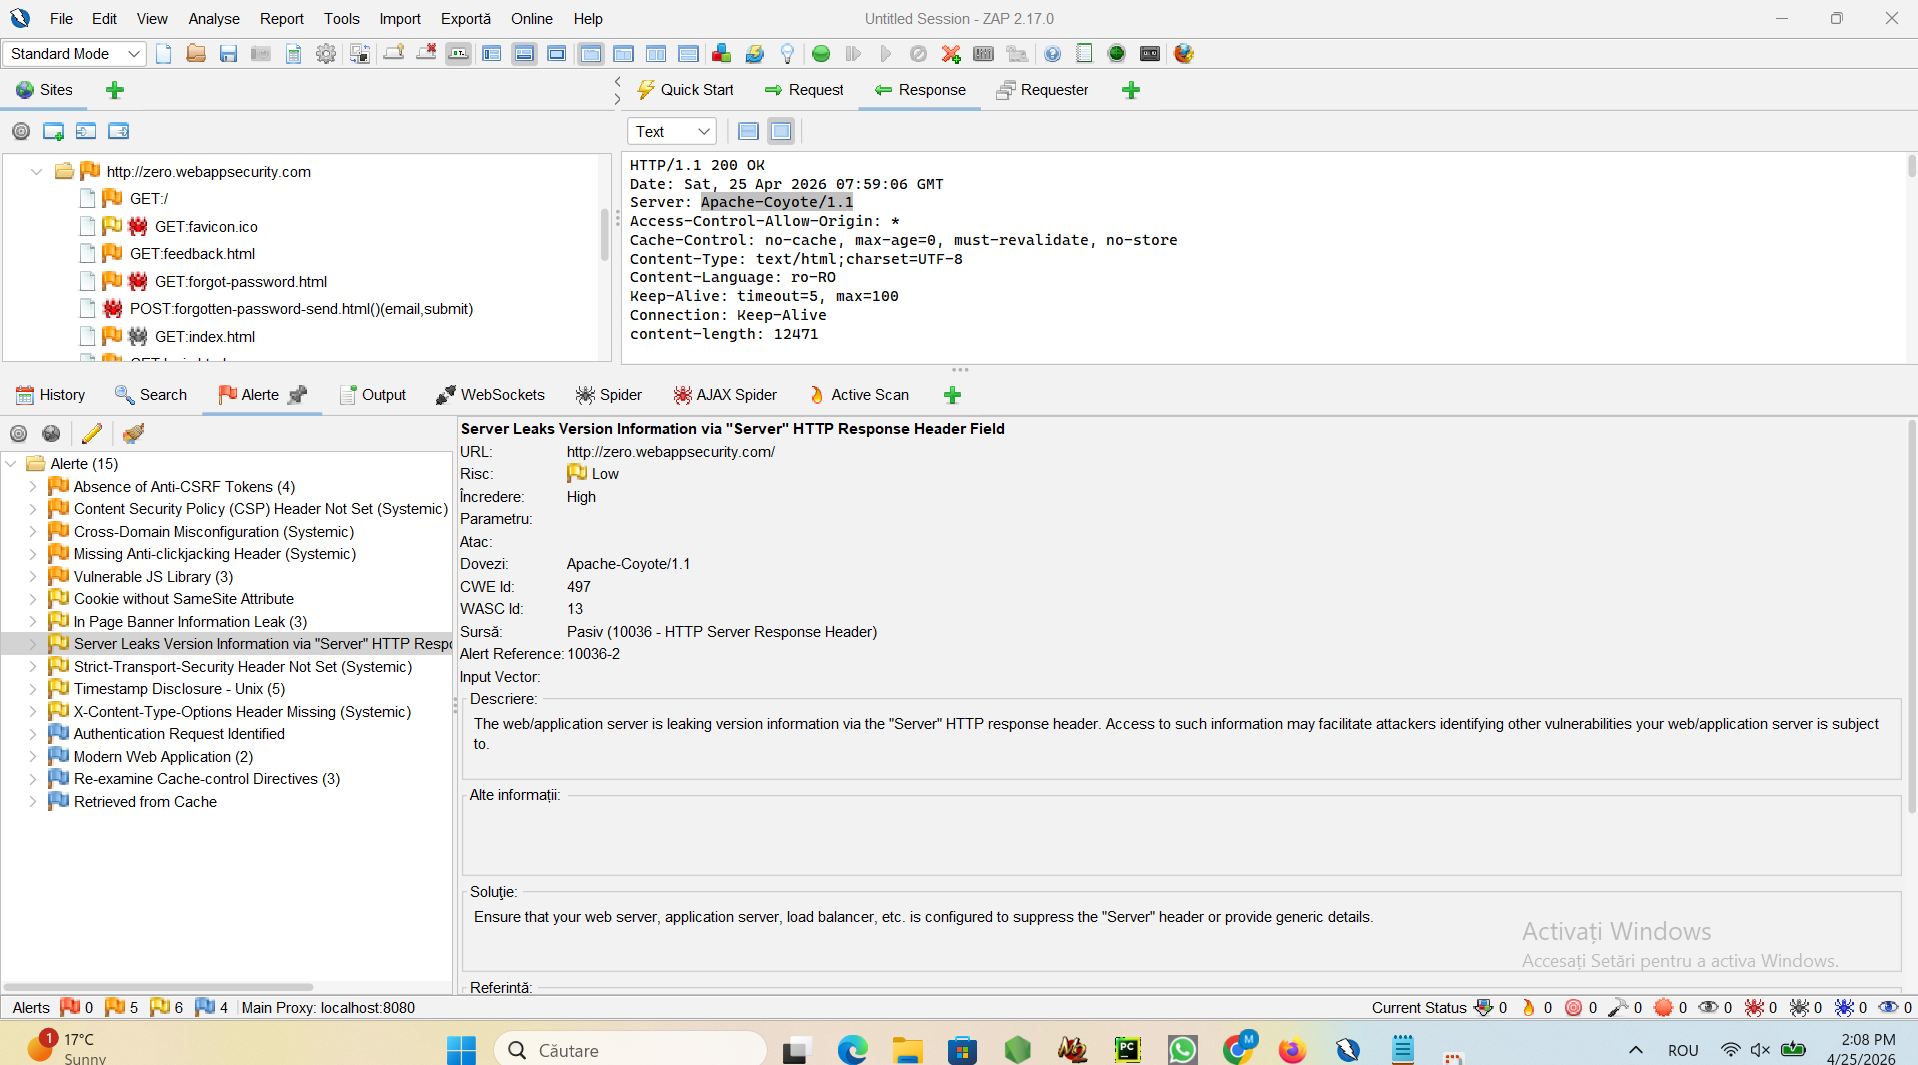 File Edit View Analyse Report Tools Import Exportă Online Help
Untitled Session - ZAP 2.17.0
Standard Mode
Sites
Quick Start Request Response Requester
Text
http://zero.webappsecurity.com
GET:/
GET:favicon.ico
GET:feedback.html
GET:forgot-password.html
POST:forgotten-password-send.html()(email,submit)
GET:index.html
HTTP/1.1 200 OK
Date: Sat, 25 Apr 2026 07:59:06 GMT
Server: Apache-Coyote/1.1
Access-Control-Allow-Origin: *
Cache-Control: no-cache, max-age=0, must-revalidate, no-store
Content-Type: text/html;charset=UTF-8
Content-Language: ro-RO
Keep-Alive: timeout=5, max=100
Connection: Keep-Alive
content-length: 12471
History Search Alerte Output WebSockets Spider AJAX Spider Active Scan
Alerte (15)
Absence of Anti-CSRF Tokens (4)
Content Security Policy (CSP) Header Not Set (Systemic)
Cross-Domain Misconfiguration (Systemic)
Missing Anti-clickjacking Header (Systemic)
Vulnerable JS Library (3)
Cookie without SameSite Attribute
In Page Banner Information Leak (3)
Server Leaks Version Information via "Server" HTTP Respo
Strict-Transport-Security Header Not Set (Systemic)
Timestamp Disclosure - Unix (5)
X-Content-Type-Options Header Missing (Systemic)
Authentication Request Identified
Modern Web Application (2)
Re-examine Cache-control Directives (3)
Retrieved from Cache
Server Leaks Version Information via "Server" HTTP Response Header Field
URL: http://zero.webappsecurity.com/
Risc: Low
Încredere: High
Parametru:
Atac:
Dovezi: Apache-Coyote/1.1
CWE Id: 497
WASC Id: 13
Sursă: Pasiv (10036 - HTTP Server Response Header)
Alert Reference: 10036-2
Input Vector:
Descriere:
The web/application server is leaking version information via the "Server" HTTP response header. Access to such information may facilitate attackers identifying other vulnerabilities your web/application server is subject
to.
Alte informații:
Soluţie:
Ensure that your web server, application server, load balancer, etc. is configured to suppress the "Server" header or provide generic details.
Activați Windows
Accesați Setări pentru a activa Windows.
Referință:
Alerts 0 5 6 4 Main Proxy: localhost:8080
Current Status 0 0 0 0 0 0 0 0 0 0
1
17°C
Sunny
Căutare
PC
M
ROU
2:08 PM
4/25/2026